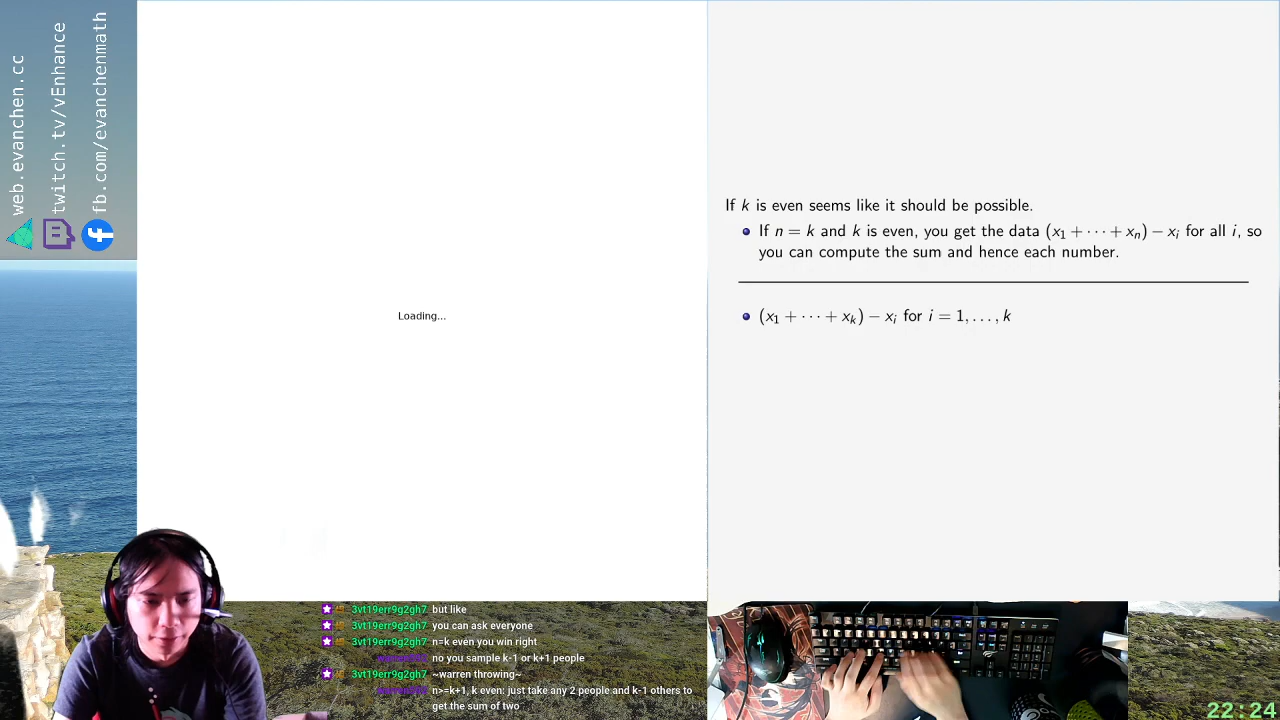 web.evanchen.cc
twitch.tv/vEnhance
fb.com/evanchenmath
Loading...
If k is even seems like it should be possible.
If n = k and k is even, you get the data (x₁ + ⋯ + xₙ) − xᵢ for all i, so
you can compute the sum and hence each number.
(x₁ + ⋯ + xₖ) − xᵢ for i = 1, . . . , k
3vt19err9g2gh7: but like
3vt19err9g2gh7: you can ask everyone
3vt19err9g2gh7: n=k even you win right
no you sample k-1 or k+1 people
3vt19err9g2gh7: ~warren throwing~
n>=k+1, k even: just take any 2 people and k-1 others to
get the sum of two
22:24